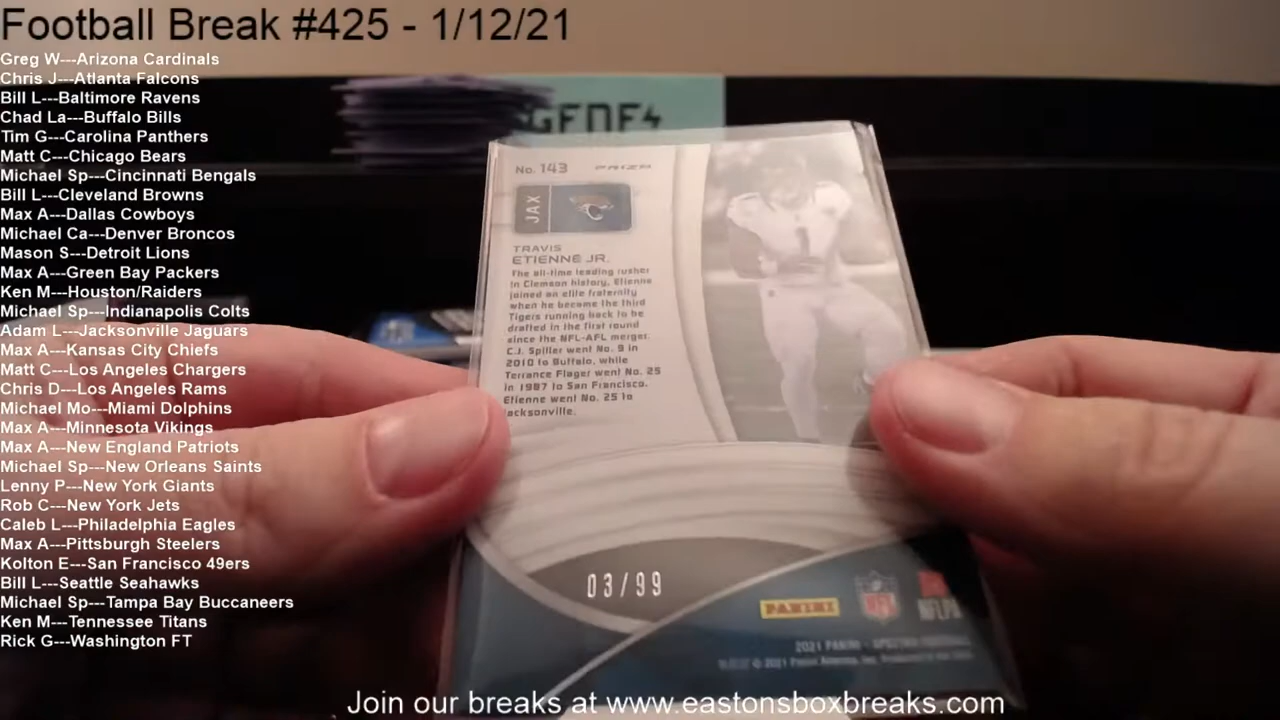 Football Break #425 - 1/12/21
Greg W---Arizona Cardinals
Chris J---Atlanta Falcons
Bill L---Baltimore Ravens
Chad La---Buffalo Bills
Tim G---Carolina Panthers
Matt C---Chicago Bears
Michael Sp---Cincinnati Bengals
Bill L---Cleveland Browns
Max A---Dallas Cowboys
Michael Ca---Denver Broncos
Mason S---Detroit Lions
Max A---Green Bay Packers
Ken M---Houston/Raiders
Michael Sp---Indianapolis Colts
Adam L---Jacksonville Jaguars
Max A---Kansas City Chiefs
Matt C---Los Angeles Chargers
Chris D---Los Angeles Rams
Michael Mo---Miami Dolphins
Max A---Minnesota Vikings
Max A---New England Patriots
Michael Sp---New Orleans Saints
Lenny P---New York Giants
Rob C---New York Jets
Caleb L---Philadelphia Eagles
Max A---Pittsburgh Steelers
Kolton E---San Francisco 49ers
Bill L---Seattle Seahawks
Michael Sp---Tampa Bay Buccaneers
Ken M---Tennessee Titans
Rick G---Washington FT
No. 143 PRIZM
JAX
TRAVIS
ETIENNE JR.
The all-time leading rusher
in Clemson history, Etienne
joined an elite fraternity
when he became the third
Tigers running back to be
drafted in the first round
since the NFL-AFL merger.
C.J. Spiller went No. 9 in
2010 to Buffalo, while
Terrance Flager went No. 25
in 1987 to San Francisco.
Etienne went No. 25 to
Jacksonville.
1
03/99
PANINI
NFL
NFLPA
2021 PANINI - SPECTRA FOOTBALL
© 2021 Panini America, Inc.
Join our breaks at www.eastonsboxbreaks.com